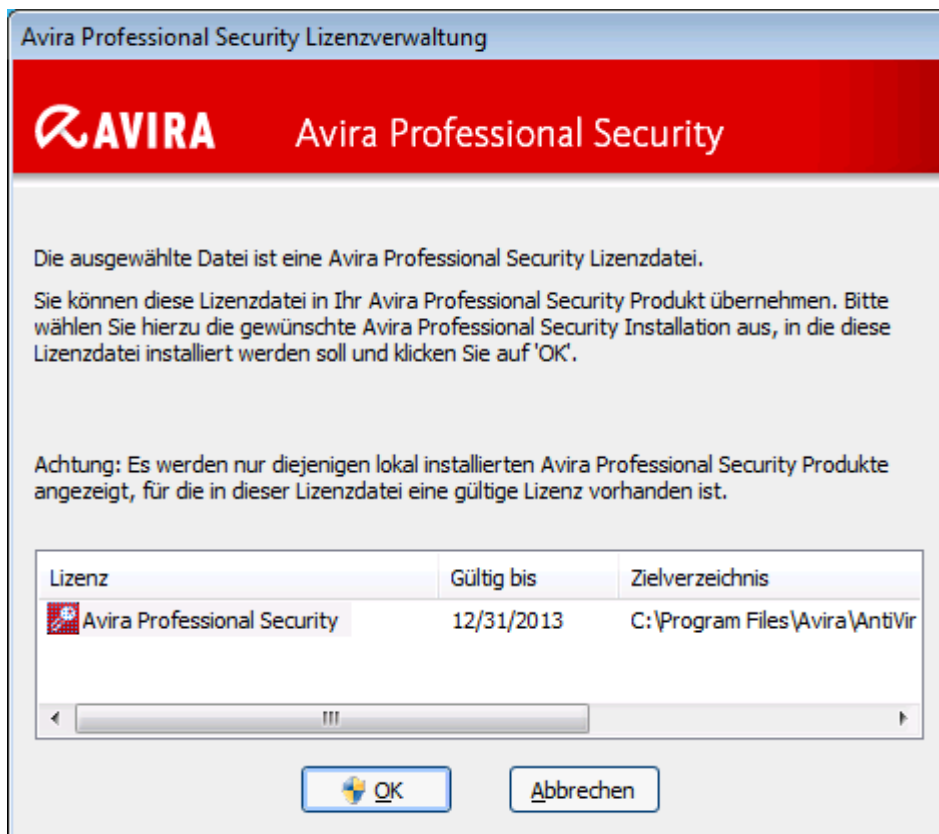 Avira Professional Security Lizenzverwaltung
AVIRA Avira Professional Security
Die ausgewählte Datei ist eine Avira Professional Security Lizenzdatei.
Sie können diese Lizenzdatei in Ihr Avira Professional Security Produkt übernehmen. Bitte
wählen Sie hierzu die gewünschte Avira Professional Security Installation aus, in die diese
Lizenzdatei installiert werden soll und klicken Sie auf 'OK'.
Achtung: Es werden nur diejenigen lokal installierten Avira Professional Security Produkte
angezeigt, für die in dieser Lizenzdatei eine gültige Lizenz vorhanden ist.
Lizenz Gültig bis Zielverzeichnis
Avira Professional Security 12/31/2013 C:\Program Files\Avira\AntiVir
OK Abbrechen